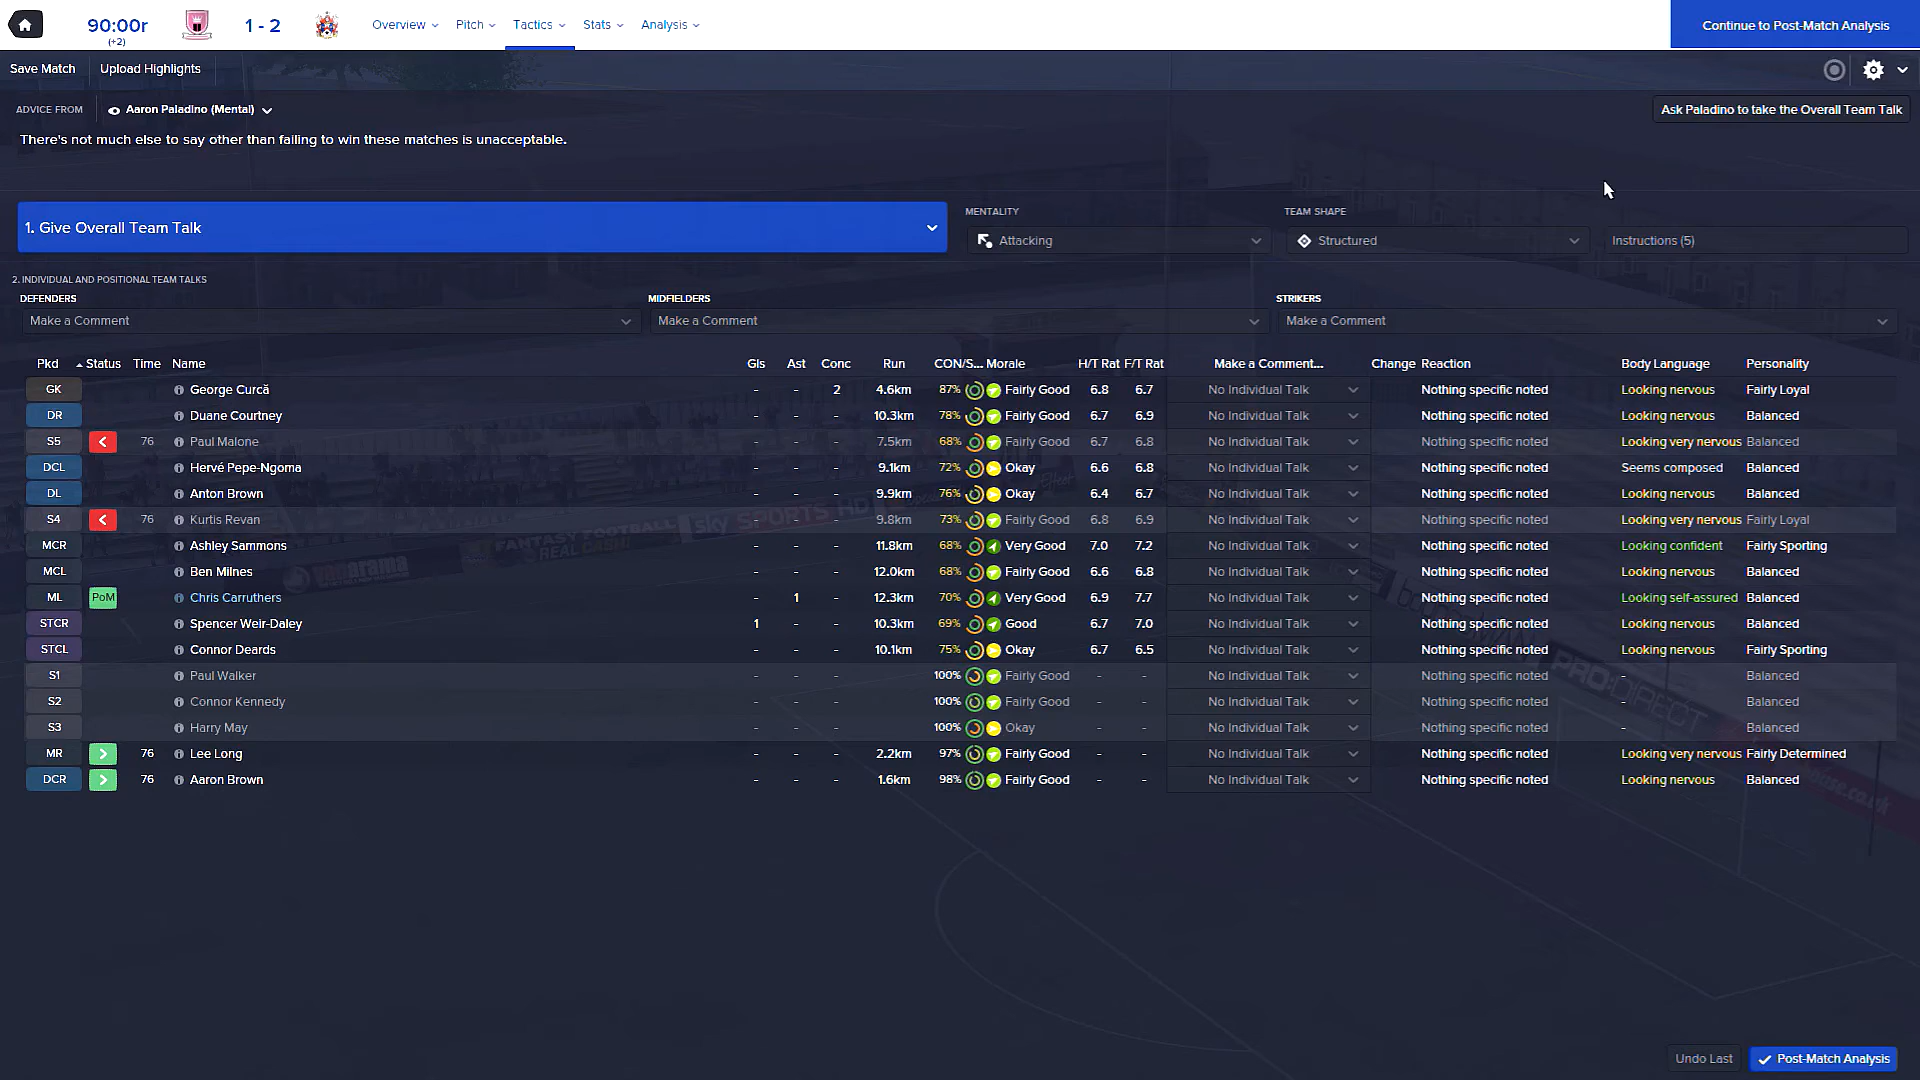 90:00r
(+2)
1 - 2
Overview Pitch Tactics Stats Analysis
Continue to Post-Match Analysis
Save Match Upload Highlights
ADVICE FROM Aaron Paladino (Mental)
Ask Paladino to take the Overall Team Talk
There's not much else to say other than failing to win these matches is unacceptable.
1. Give Overall Team Talk
MENTALITY
Attacking
TEAM SHAPE
Structured
Instructions (5)
2. INDIVIDUAL AND POSITIONAL TEAM TALKS
DEFENDERS MIDFIELDERS STRIKERS
Make a Comment Make a Comment Make a Comment
Pkd Status Time Name Gls Ast Conc Run CON/S... Morale H/T Rat F/T Rat Make a Comment... Change Reaction Body Language Personality
GK George Curcă - - 2 4.6km 87% Fairly Good 6.8 6.7 No Individual Talk Nothing specific noted Looking nervous Fairly Loyal
DR Duane Courtney - - - 10.3km 78% Fairly Good 6.7 6.9 No Individual Talk Nothing specific noted Looking nervous Balanced
S5 76 Paul Malone - - - 7.5km 68% Fairly Good 6.7 6.8 No Individual Talk Nothing specific noted Looking very nervous Balanced
DCL Hervé Pepe-Ngoma - - - 9.1km 72% Okay 6.6 6.8 No Individual Talk Nothing specific noted Seems composed Balanced
DL Anton Brown - - - 9.9km 76% Okay 6.4 6.7 No Individual Talk Nothing specific noted Looking nervous Balanced
S4 76 Kurtis Revan - - - 9.8km 73% Fairly Good 6.8 6.9 No Individual Talk Nothing specific noted Looking very nervous Fairly Loyal
MCR Ashley Sammons - - - 11.8km 68% Very Good 7.0 7.2 No Individual Talk Nothing specific noted Looking confident Fairly Sporting
MCL Ben Milnes - - - 12.0km 68% Fairly Good 6.6 6.8 No Individual Talk Nothing specific noted Looking nervous Balanced
ML PoM Chris Carruthers - 1 - 12.3km 70% Very Good 6.9 7.7 No Individual Talk Nothing specific noted Looking self-assured Balanced
STCR Spencer Weir-Daley 1 - - 10.3km 69% Good 6.7 7.0 No Individual Talk Nothing specific noted Looking nervous Balanced
STCL Connor Deards - - - 10.1km 75% Okay 6.7 6.5 No Individual Talk Nothing specific noted Looking nervous Fairly Sporting
S1 Paul Walker - - - 100% Fairly Good - - No Individual Talk Nothing specific noted - Balanced
S2 Connor Kennedy - - - 100% Fairly Good - - No Individual Talk Nothing specific noted - Balanced
S3 Harry May - - - 100% Okay - - No Individual Talk Nothing specific noted - Balanced
MR 76 Lee Long - - - 2.2km 97% Fairly Good - - No Individual Talk Nothing specific noted Looking very nervous Fairly Determined
DCR 76 Aaron Brown - - - 1.6km 98% Fairly Good - - No Individual Talk Nothing specific noted Looking nervous Balanced
FANTASY FOOTBALL
REAL CASH!
sky SPORTS HD
vanarama
PRO:DIRECT
Undo Last Post-Match Analysis